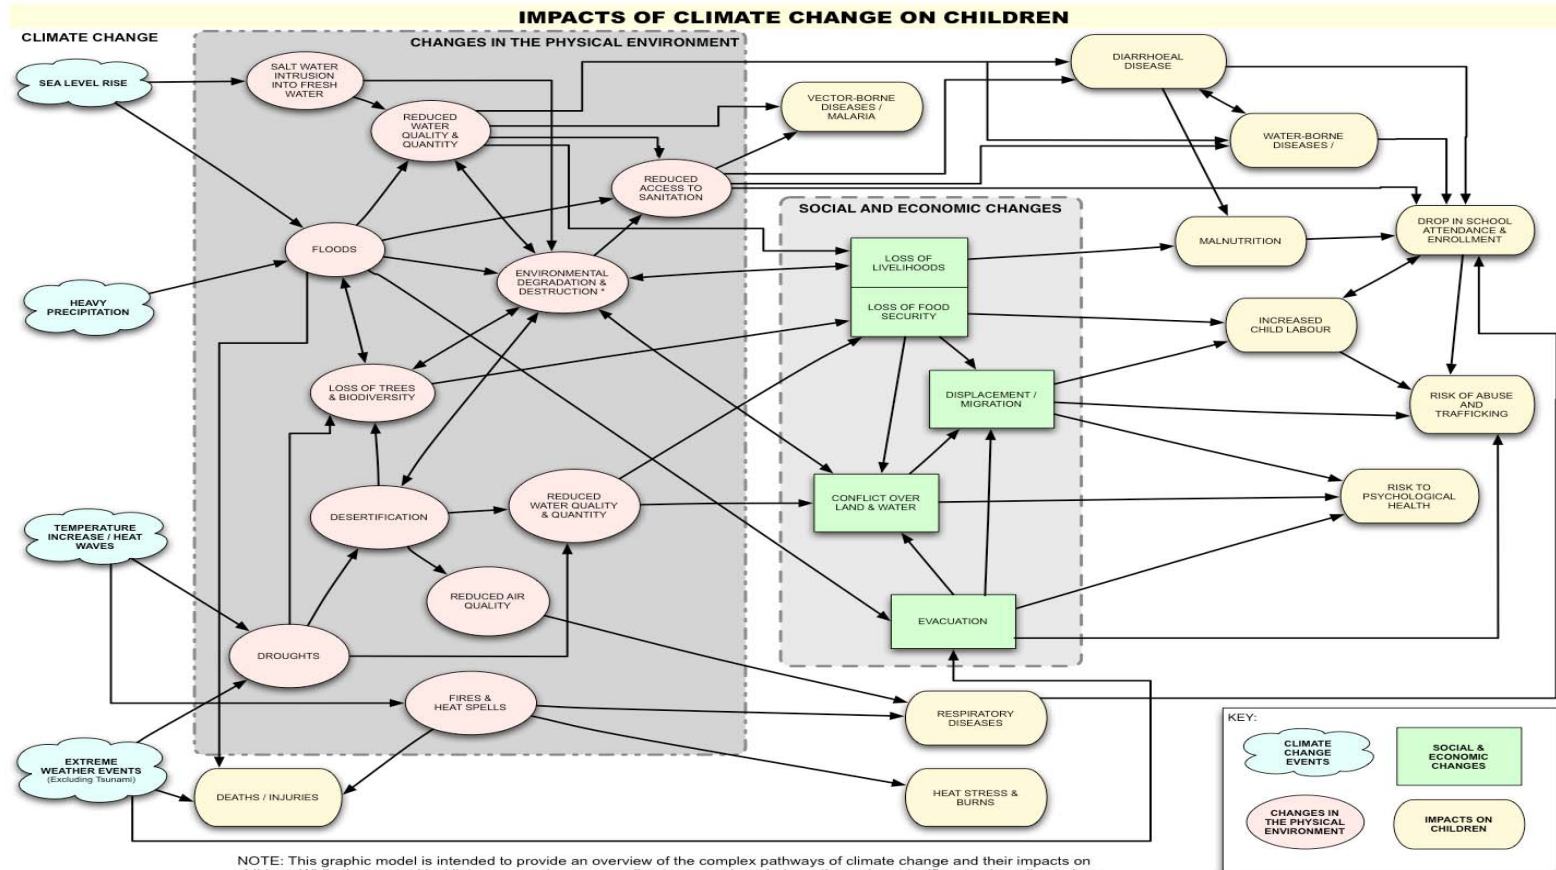 IMPACTS OF CLIMATE CHANGE ON CHILDREN
CLIMATE CHANGE
CHANGES IN THE PHYSICAL ENVIRONMENT
SEA LEVEL RISE
SALT WATER
INTRUSION
INTO FRESH
WATER
REDUCED
WATER
QUALITY &
QUANTITY
VECTOR-BORNE
DISEASES /
MALARIA
DIARRHOEAL
DISEASE
WATER-BORNE
DISEASES /
REDUCED
ACCESS TO
SANITATION
SOCIAL AND ECONOMIC CHANGES
FLOODS
ENVIRONMENTAL
DEGRADATION &
DESTRUCTION *
LOSS OF
LIVELIHOODS
LOSS OF FOOD
SECURITY
MALNUTRITION
DROP IN SCHOOL
ATTENDANCE &
ENROLLMENT
HEAVY
PRECIPITATION
INCREASED
CHILD LABOUR
LOSS OF TREES
& BIODIVERSITY
DISPLACEMENT /
MIGRATION
RISK OF ABUSE
AND
TRAFFICKING
TEMPERATURE
INCREASE / HEAT
WAVES
DESERTIFICATION
REDUCED
WATER QUALITY
& QUANTITY
CONFLICT OVER
LAND & WATER
RISK TO
PSYCHOLOGICAL
HEALTH
REDUCED AIR
QUALITY
EVACUATION
DROUGHTS
FIRES &
HEAT SPELLS
RESPIRATORY
DISEASES
EXTREME
WEATHER EVENTS
(Excluding Tsunami)
DEATHS / INJURIES
HEAT STRESS &
BURNS
KEY:
CLIMATE
CHANGE
EVENTS
SOCIAL &
ECONOMIC
CHANGES
CHANGES IN
THE PHYSICAL
ENVIRONMENT
IMPACTS ON
CHILDREN
NOTE: This graphic model is intended to provide an overview of the complex pathways of climate change and their impacts on